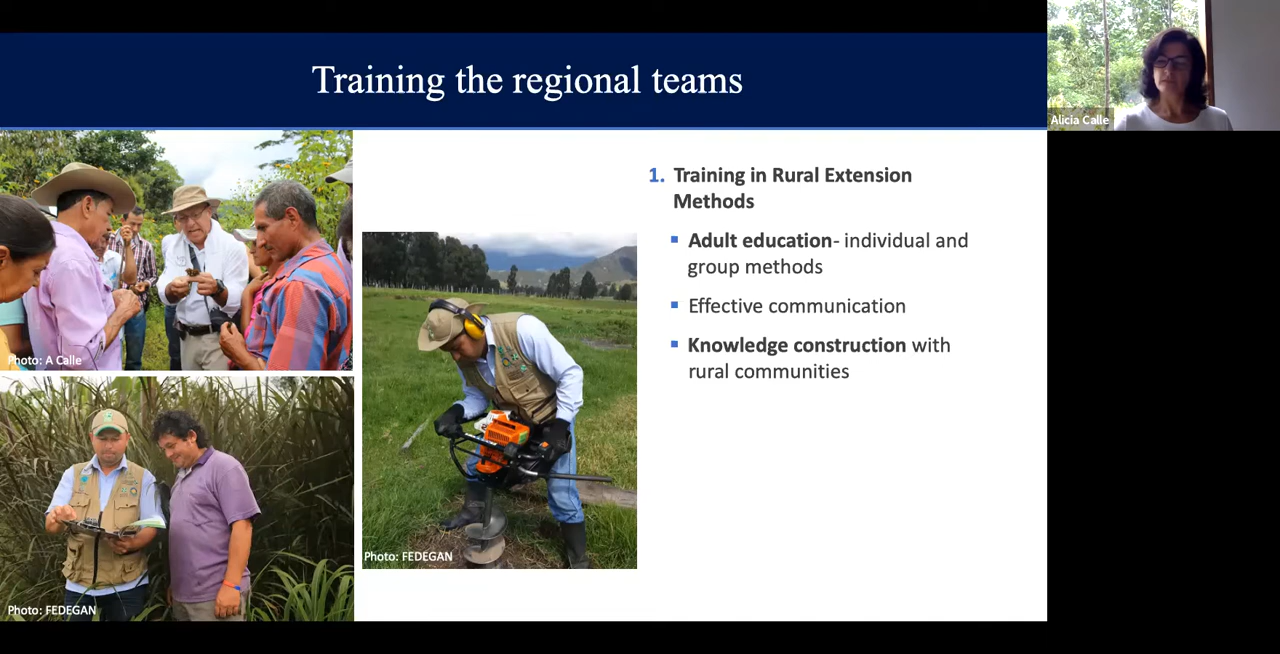 Training the regional teams
Alicia Calle
1. Training in Rural Extension
Methods
▪ Adult education- individual and
group methods
▪ Effective communication
▪ Knowledge construction with
rural communities
Photo: A Calle
Photo: FEDEGAN
Photo: FEDEGAN